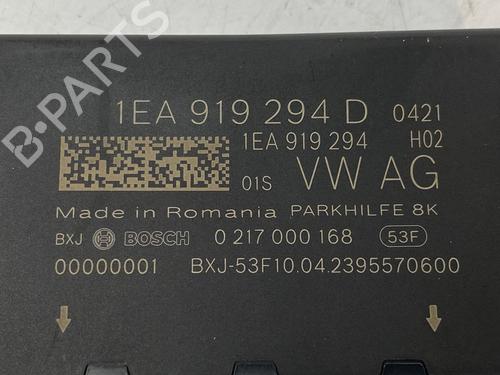 1EA 919 294 D 0421
1EA 919 294 H02
01S VW AG
Made in Romania PARKHILFE 8K
BXJ BOSCH 0 217 000 168 53F
00000001 BXJ-53F10.04.2395570600